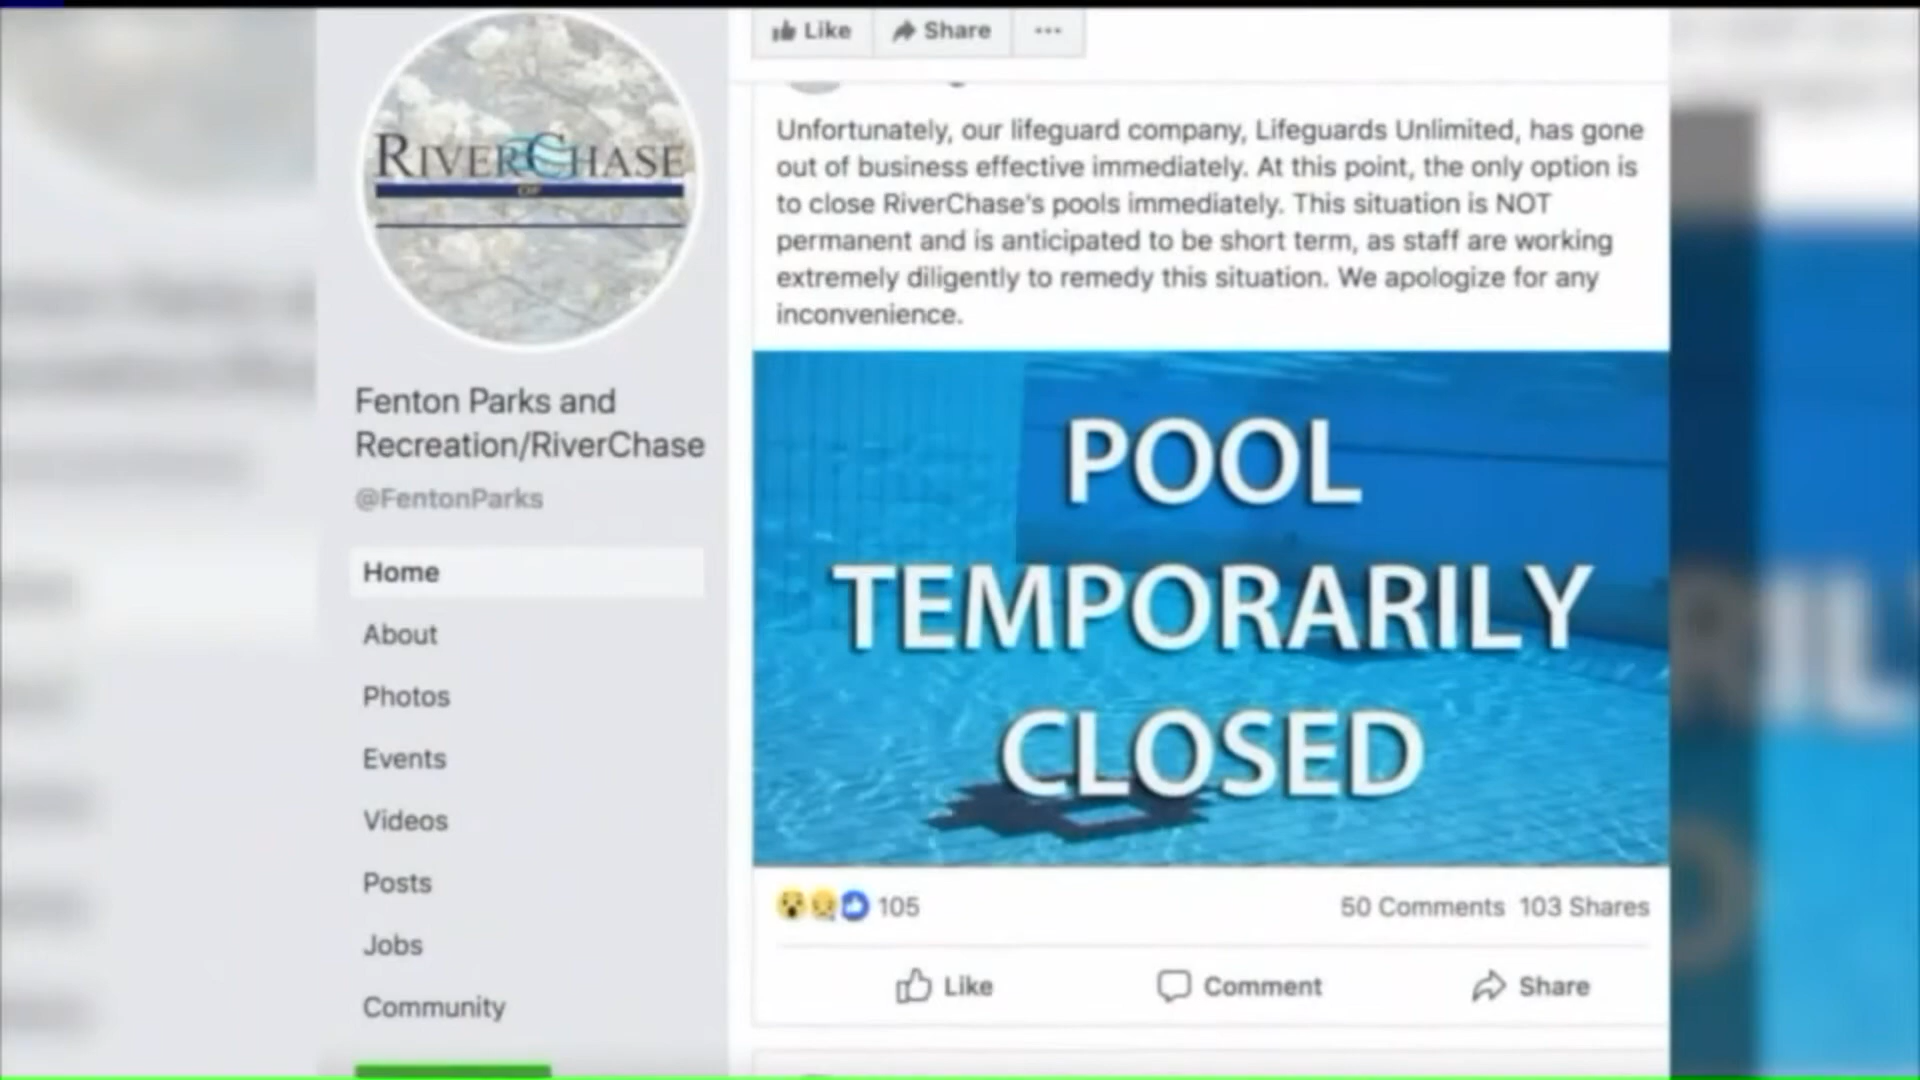 RIVERCHASE
OF
Fenton Parks and
Recreation/RiverChase
@FentonParks
Home
About
Photos
Events
Videos
Posts
Jobs
Community
Like Share ...
Unfortunately, our lifeguard company, Lifeguards Unlimited, has gone
out of business effective immediately. At this point, the only option is
to close RiverChase's pools immediately. This situation is NOT
permanent and is anticipated to be short term, as staff are working
extremely diligently to remedy this situation. We apologize for any
inconvenience.
POOL
TEMPORARILY
CLOSED
105 50 Comments 103 Shares
Like Comment Share